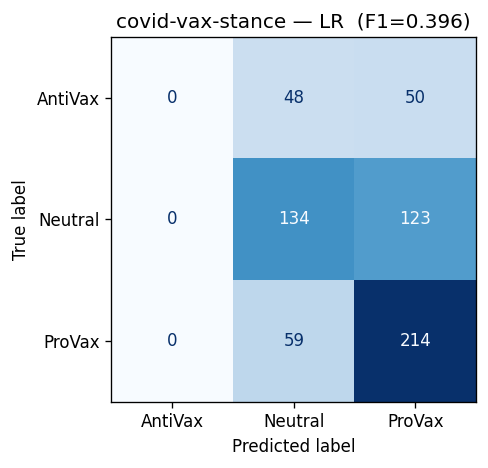 covid-vax-stance — LR  (F1=0.396)
True label
AntiVax 0 48 50
Neutral 0 134 123
ProVax 0 59 214
AntiVax Neutral ProVax
Predicted label